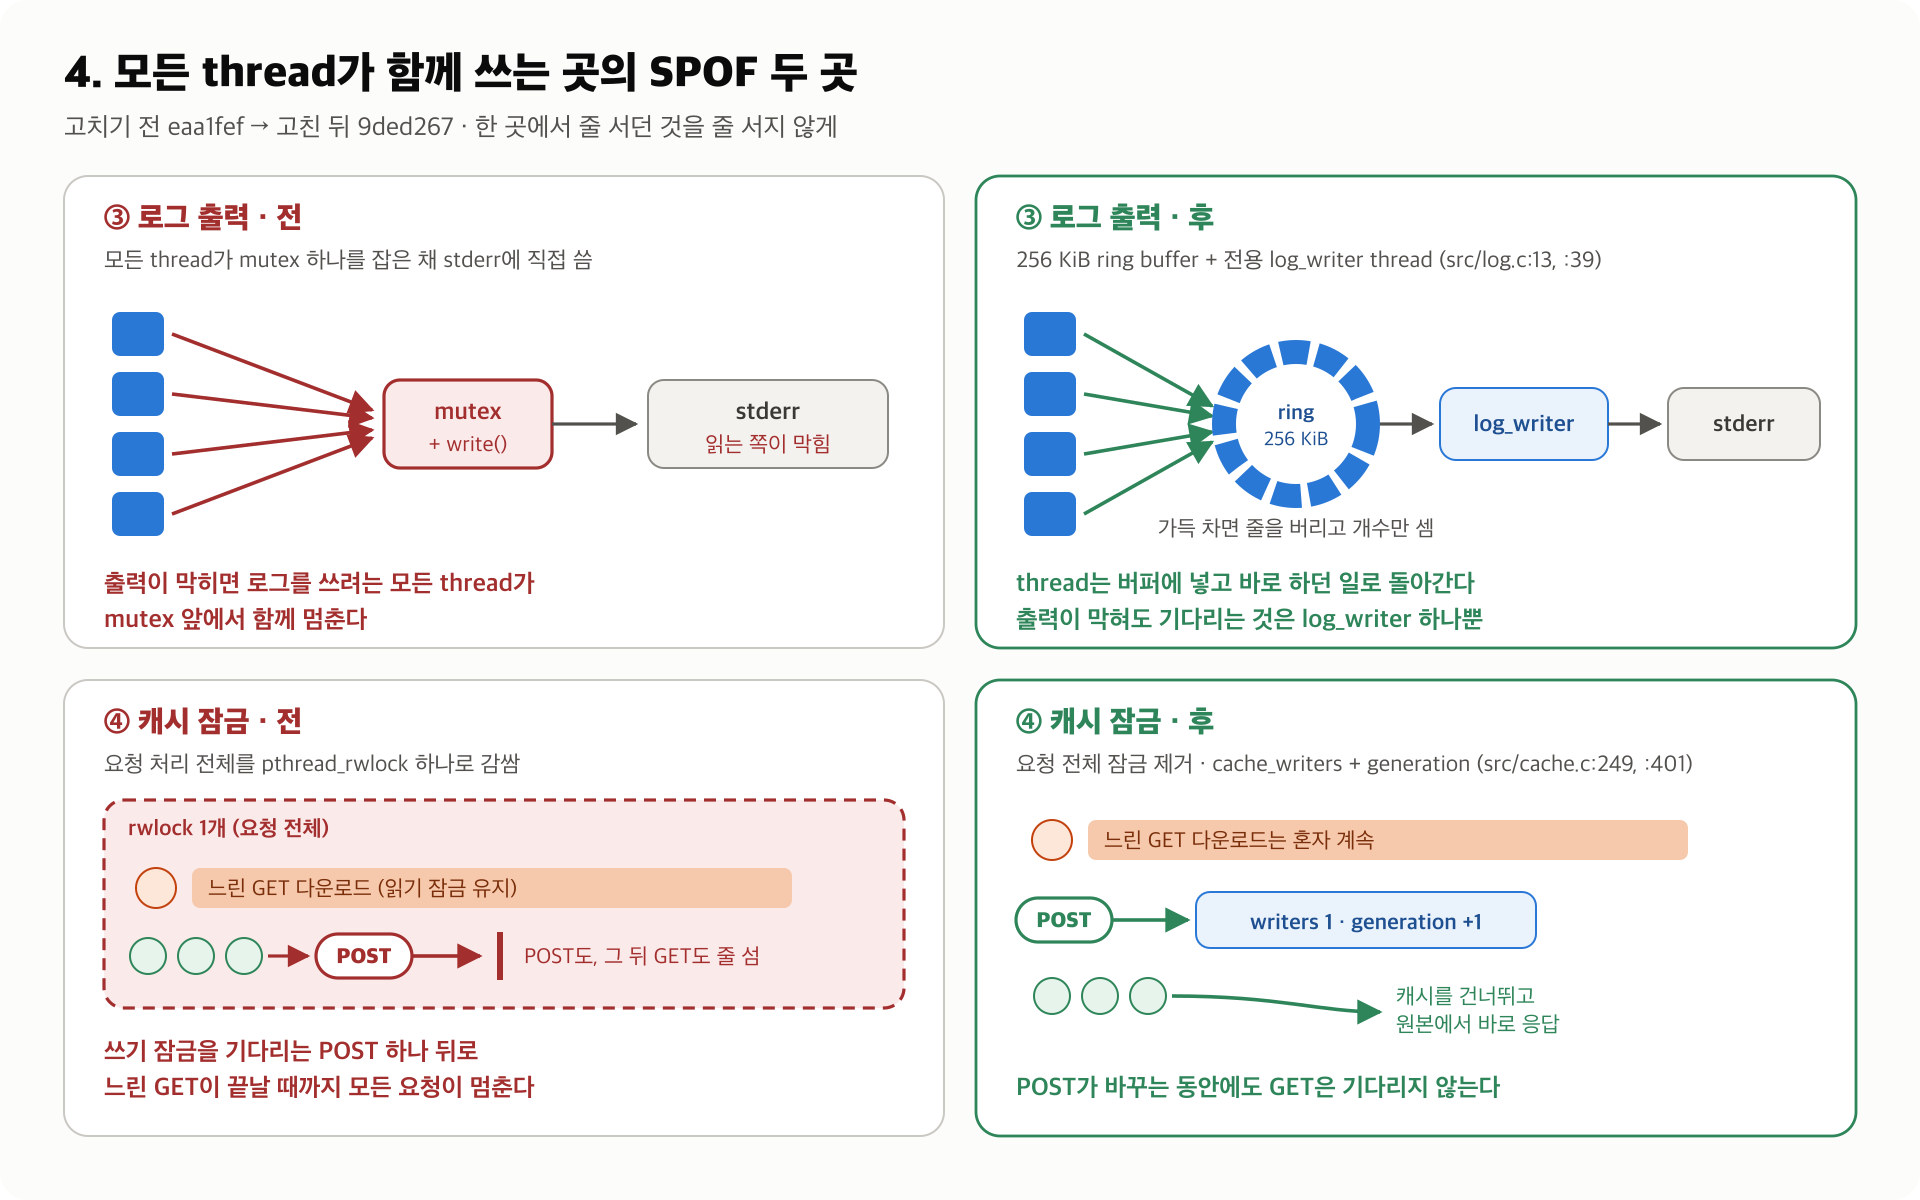 4. 모든 thread가 함께 쓰는 곳의 SPOF 두 곳
고치기 전 eaa1fef → 고친 뒤 9ded267 · 한 곳에서 줄 서던 것을 줄 서지 않게
③ 로그 출력 · 전
모든 thread가 mutex 하나를 잡은 채 stderr에 직접 씀
mutex
+ write()
stderr
읽는 쪽이 막힘
출력이 막히면 로그를 쓰려는 모든 thread가
mutex 앞에서 함께 멈춘다
③ 로그 출력 · 후
256 KiB ring buffer + 전용 log_writer thread (src/log.c:13, :39)
ring
256 KiB
log_writer
stderr
가득 차면 줄을 버리고 개수만 셈
thread는 버퍼에 넣고 바로 하던 일로 돌아간다
출력이 막혀도 기다리는 것은 log_writer 하나뿐
④ 캐시 잠금 · 전
요청 처리 전체를 pthread_rwlock 하나로 감쌈
rwlock 1개 (요청 전체)
느린 GET 다운로드 (읽기 잠금 유지)
POST
POST도, 그 뒤 GET도 줄 섬
쓰기 잠금을 기다리는 POST 하나 뒤로
느린 GET이 끝날 때까지 모든 요청이 멈춘다
④ 캐시 잠금 · 후
요청 전체 잠금 제거 · cache_writers + generation (src/cache.c:249, :401)
느린 GET 다운로드는 혼자 계속
POST
writers 1 · generation +1
캐시를 건너뛰고
원본에서 바로 응답
POST가 바꾸는 동안에도 GET은 기다리지 않는다